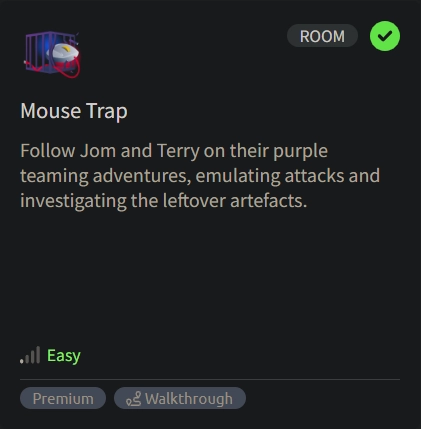 ROOM
Mouse Trap
Follow Jom and Terry on their purple
teaming adventures, emulating attacks and
investigating the leftover artefacts.
Easy
Premium Walkthrough